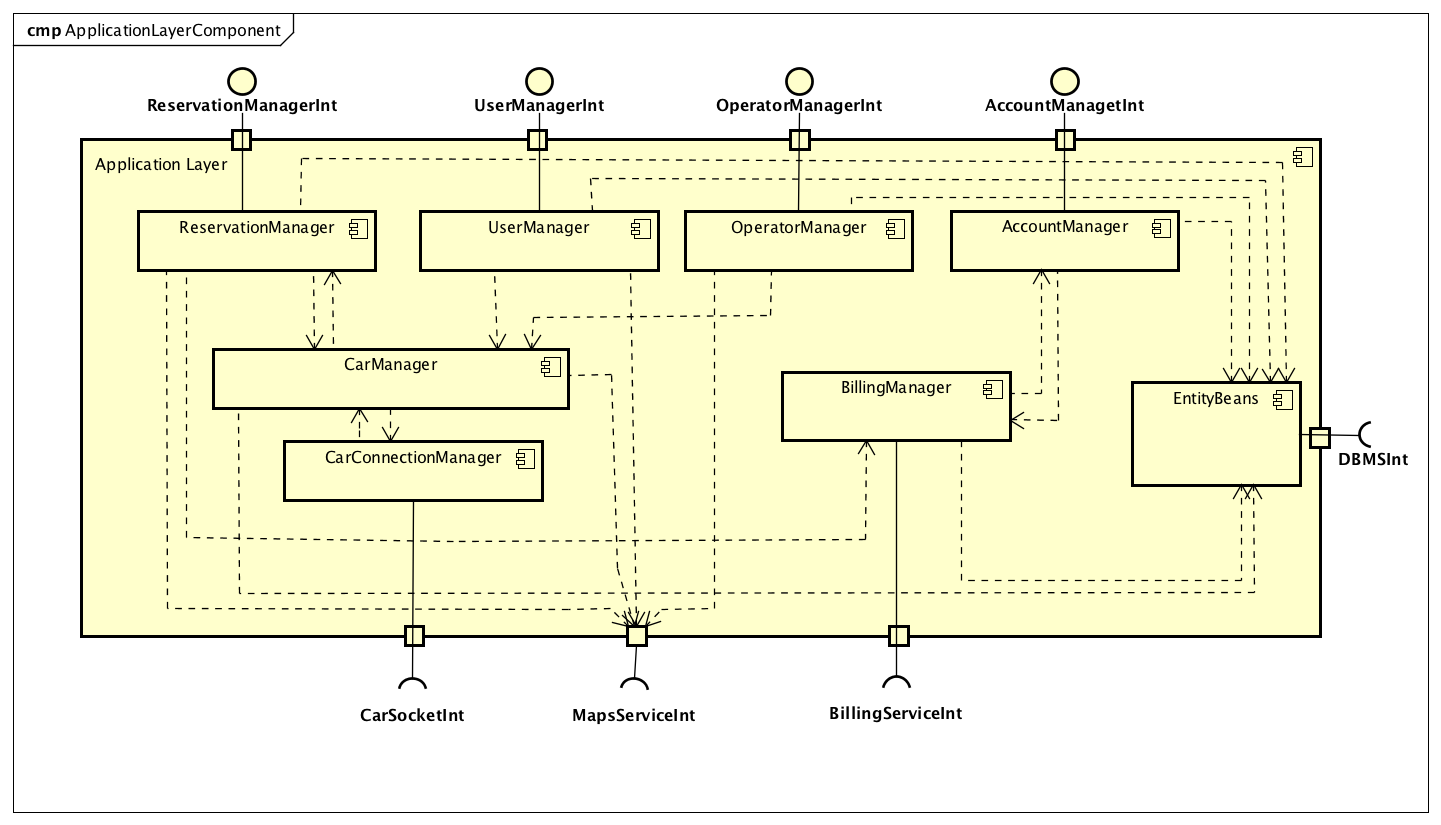 cmp ApplicationLayerComponent
ReservationManagerInt
UserManagerInt
OperatorManagerInt
AccountManagetInt
Application Layer
ReservationManager
UserManager
OperatorManager
AccountManager
CarManager
BillingManager
EntityBeans
CarConnectionManager
DBMSInt
CarSocketInt
MapsServiceInt
BillingServiceInt